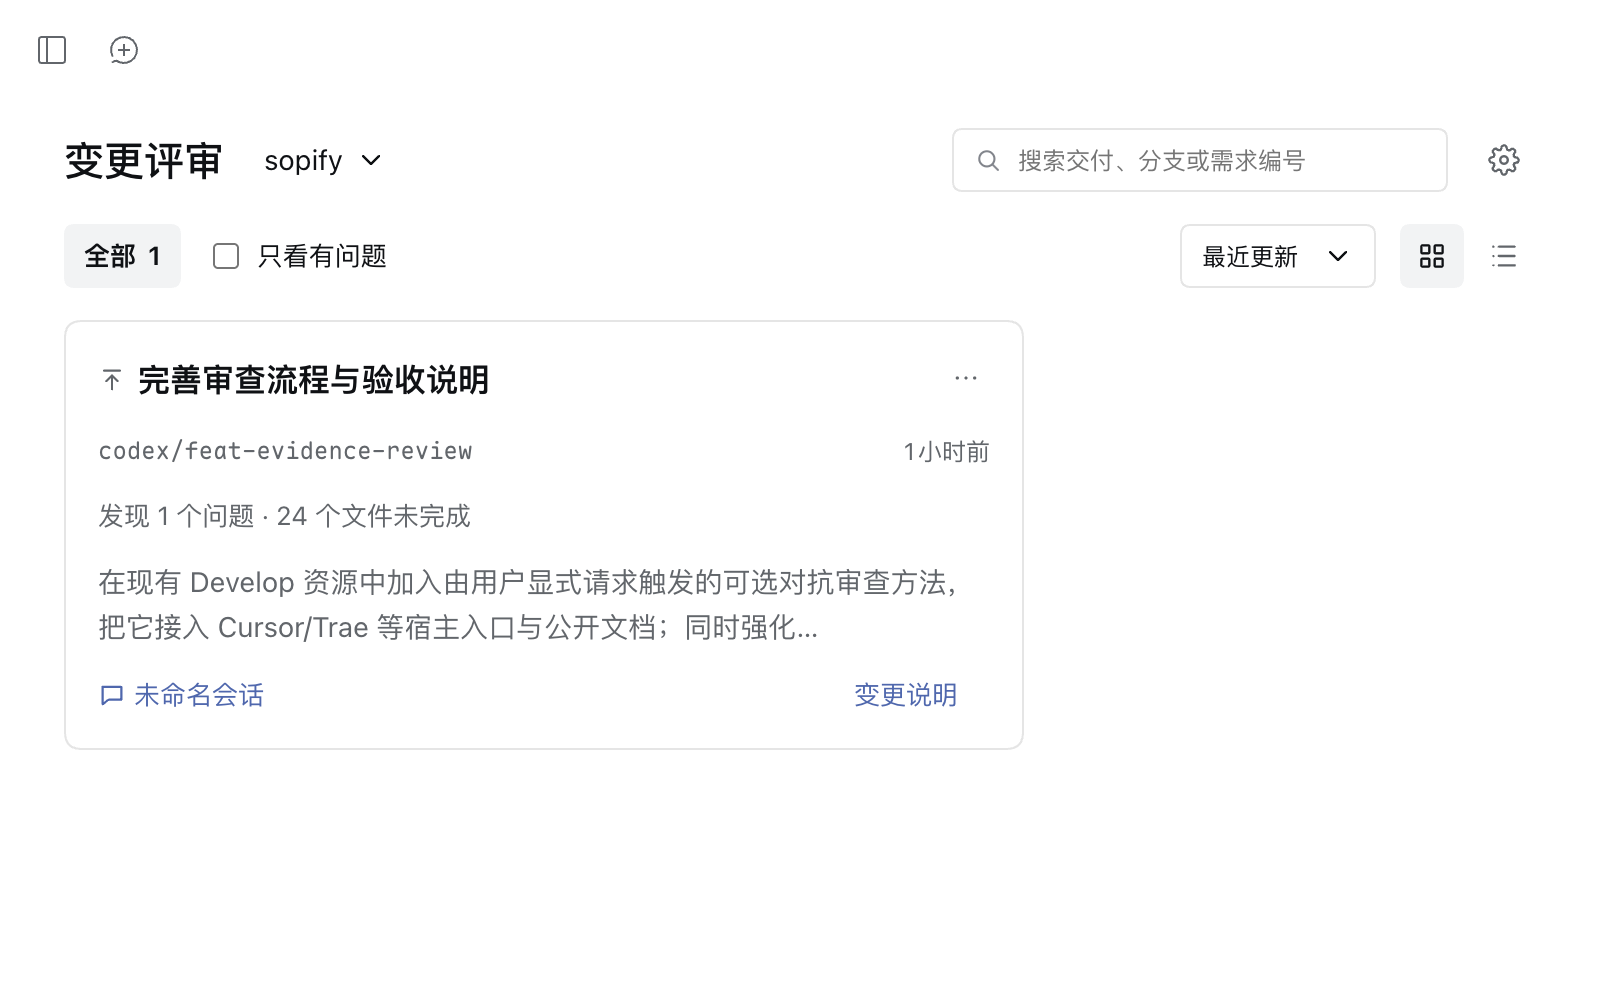 变更评审 sopify
搜索交付、分支或需求编号
全部 1 只看有问题
最近更新
完善审查流程与验收说明
codex/feat-evidence-review 1小时前
发现 1 个问题 · 24 个文件未完成
在现有 Develop 资源中加入由用户显式请求触发的可选对抗审查方法，
把它接入 Cursor/Trae 等宿主入口与公开文档；同时强化...
未命名会话 变更说明